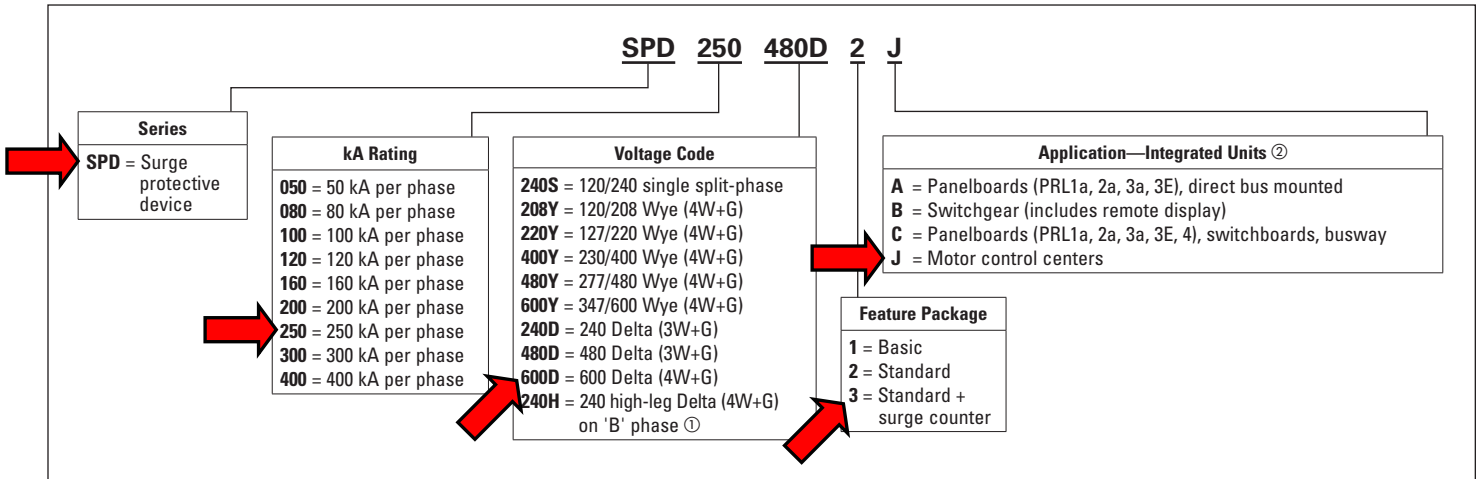 SPD 250 480D 2 J
Series
SPD = Surge
protective
device
kA Rating
050 = 50 kA per phase
080 = 80 kA per phase
100 = 100 kA per phase
120 = 120 kA per phase
160 = 160 kA per phase
200 = 200 kA per phase
250 = 250 kA per phase
300 = 300 kA per phase
400 = 400 kA per phase
Voltage Code
240S = 120/240 single split-phase
208Y = 120/208 Wye (4W+G)
220Y = 127/220 Wye (4W+G)
400Y = 230/400 Wye (4W+G)
480Y = 277/480 Wye (4W+G)
600Y = 347/600 Wye (4W+G)
240D = 240 Delta (3W+G)
480D = 480 Delta (3W+G)
600D = 600 Delta (4W+G)
240H = 240 high-leg Delta (4W+G)
on 'B' phase ①
Application—Integrated Units ②
A = Panelboards (PRL1a, 2a, 3a, 3E), direct bus mounted
B = Switchgear (includes remote display)
C = Panelboards (PRL1a, 2a, 3a, 3E, 4), switchboards, busway
J = Motor control centers
Feature Package
1 = Basic
2 = Standard
3 = Standard +
surge counter